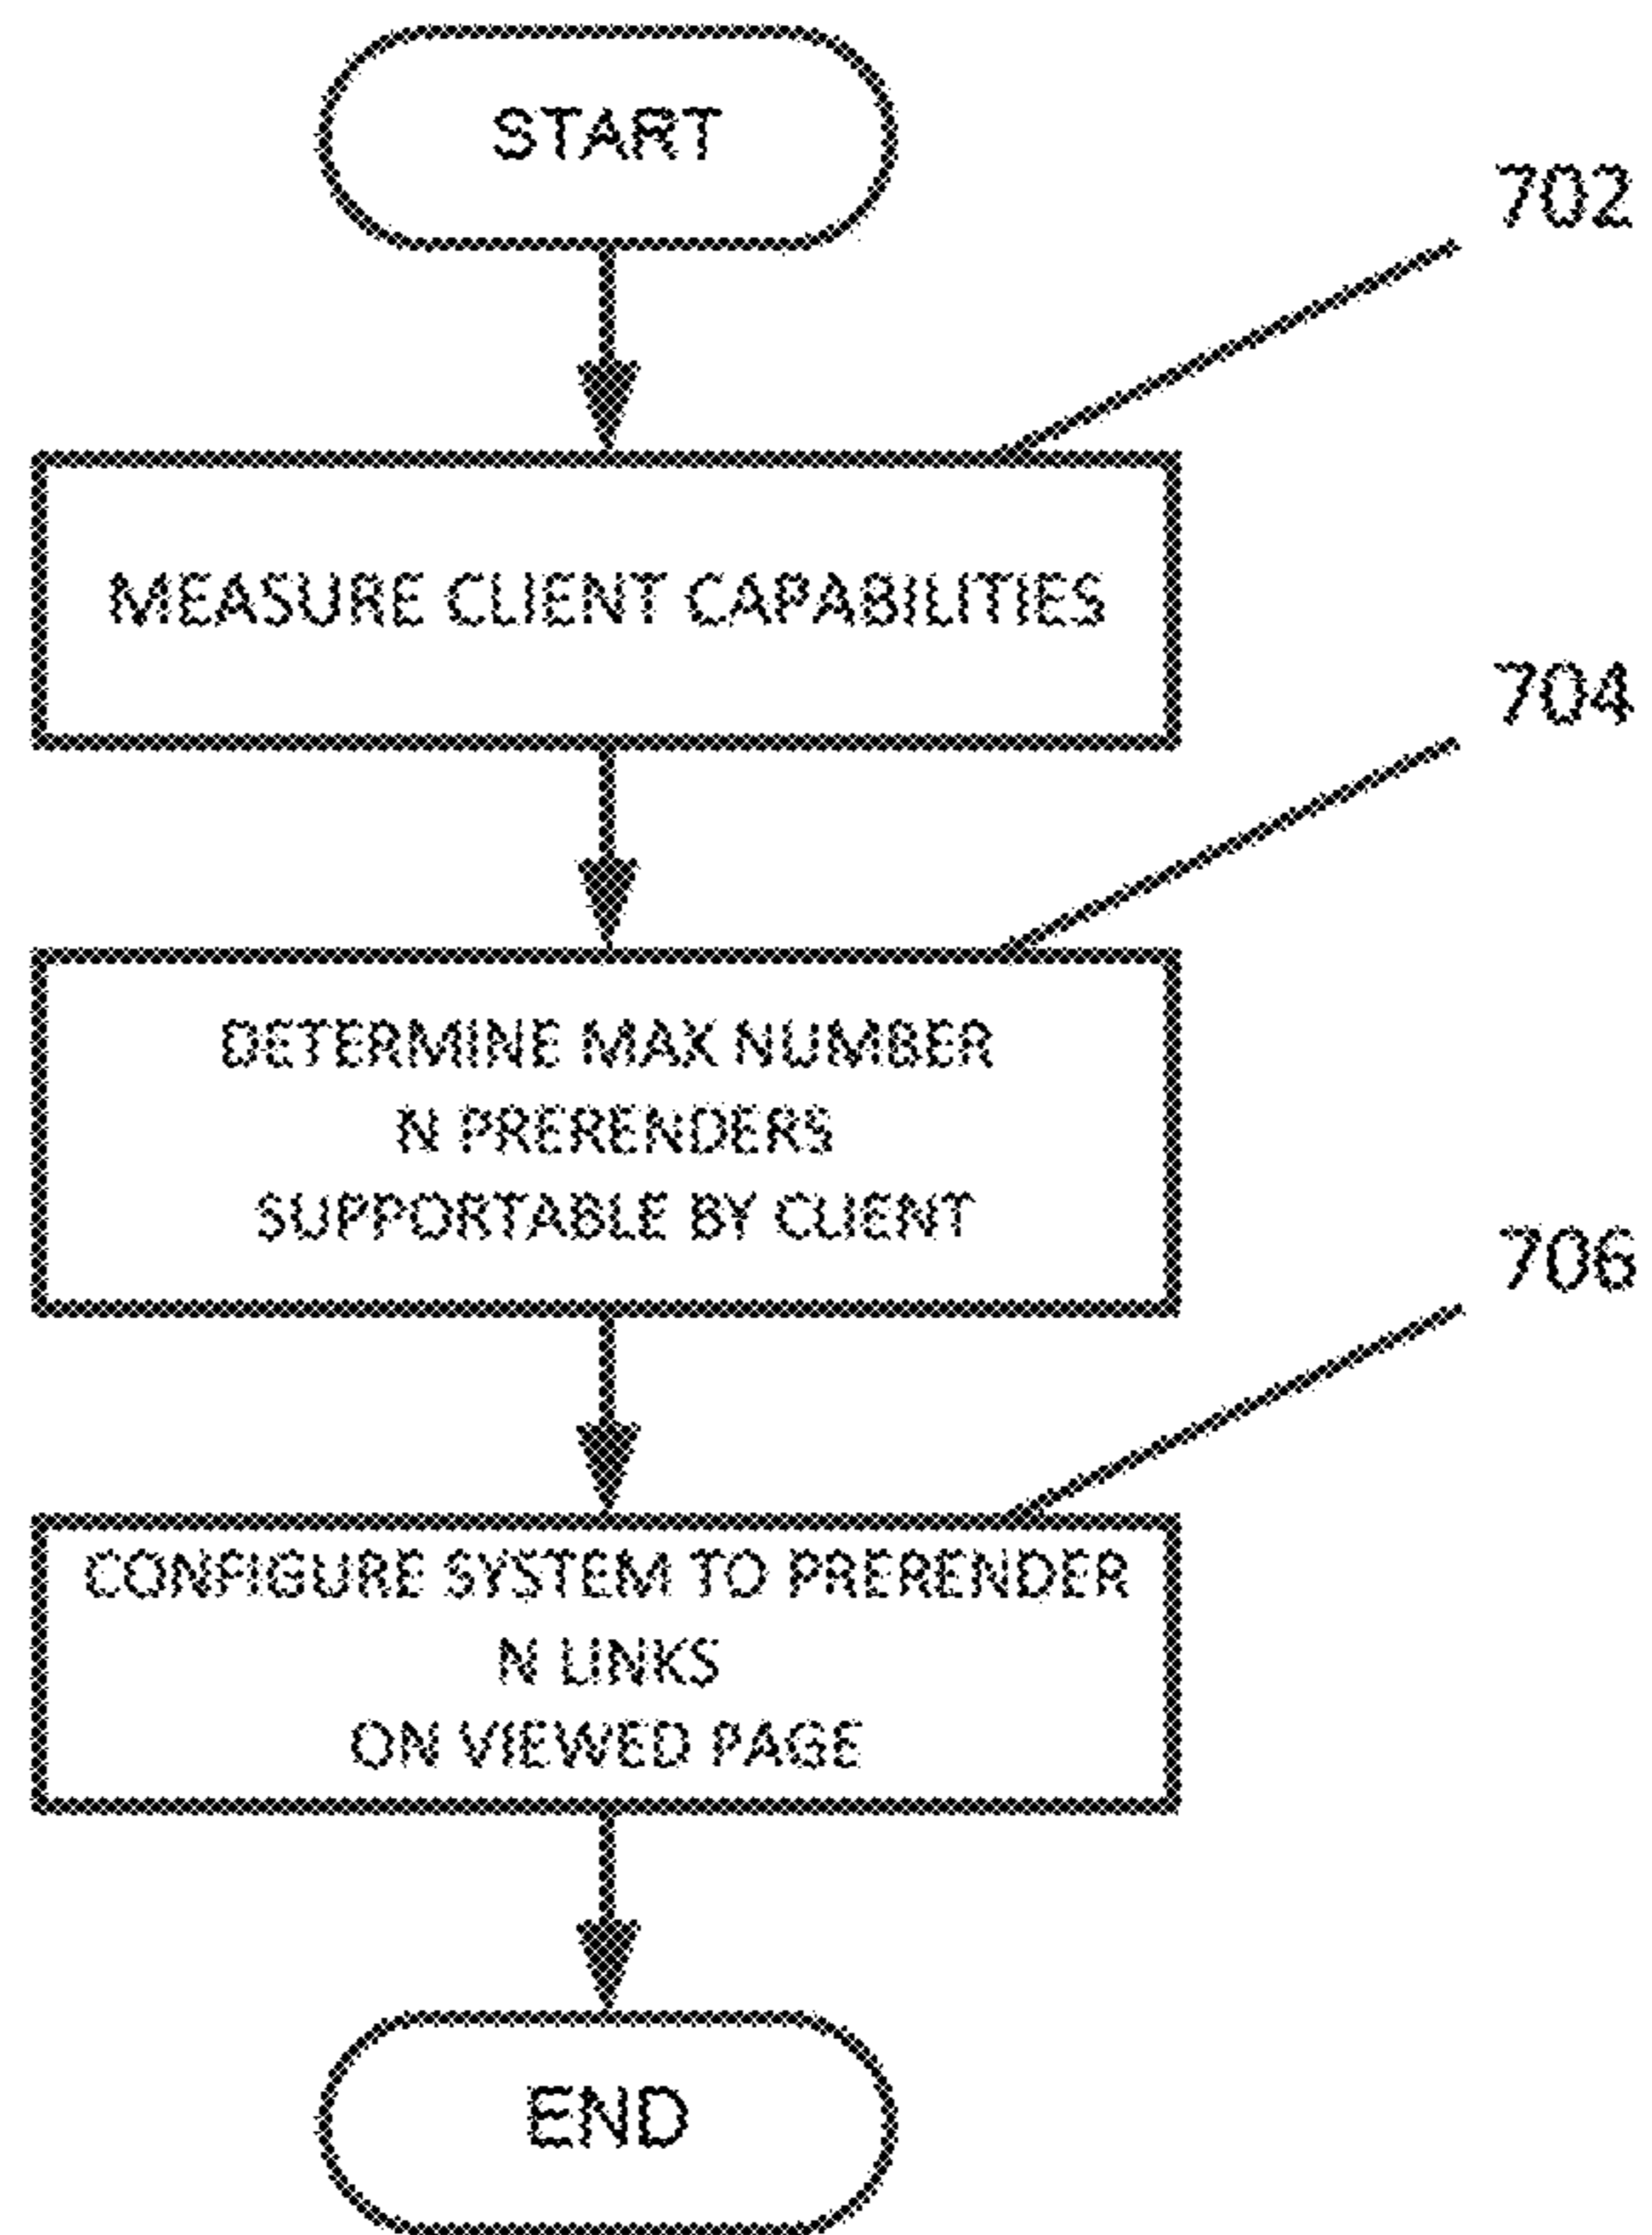 START
702
MEASURE CLIENT CAPABILITIES
704
DETERMINE MAX NUMBER
N PRERENDERS
SUPPORTABLE BY CLIENT
706
CONFIGURE SYSTEM TO PRERENDER
N LINKS
ON VIEWED PAGE
END